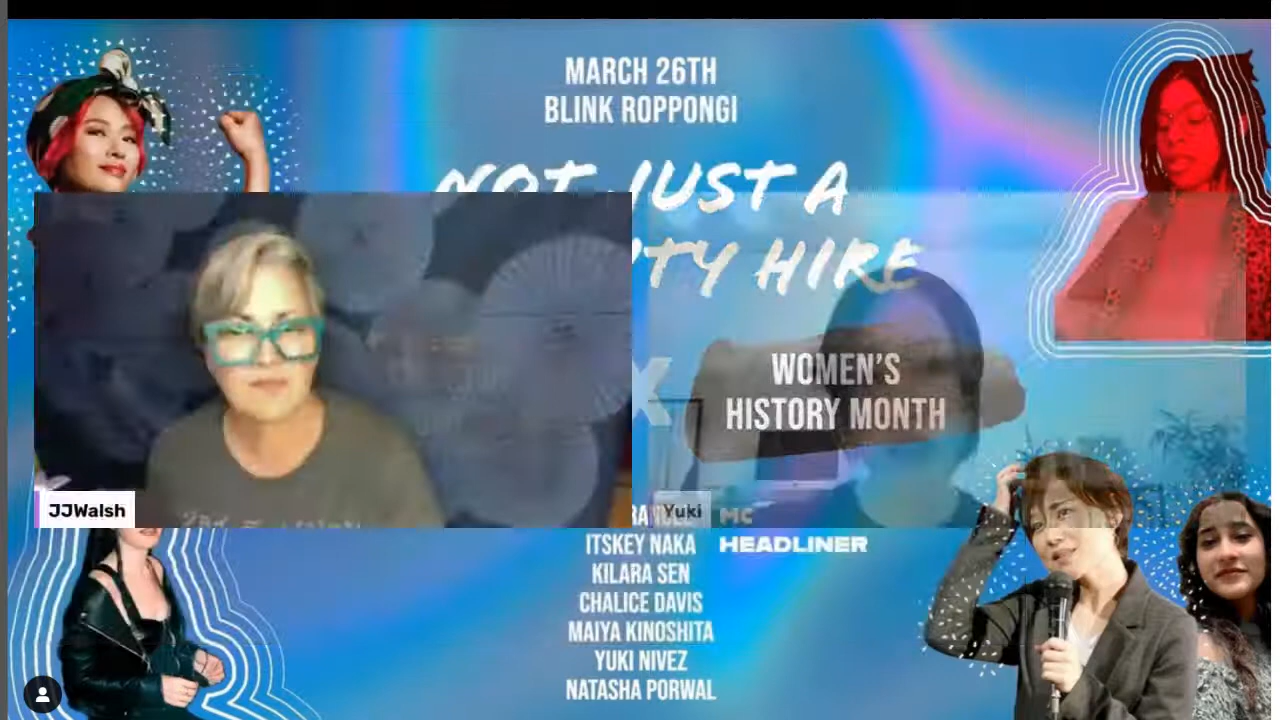 MARCH 26TH
BLINK ROPPONGI
NOT JUST A
HIRE
X
WOMEN'S
HISTORY MONTH
JJWalsh
Yuki
MC
ITSKEY NAKA HEADLINER
KILARA SEN
CHALICE DAVIS
MAIYA KINOSHITA
YUKI NIVEZ
NATASHA PORWAL